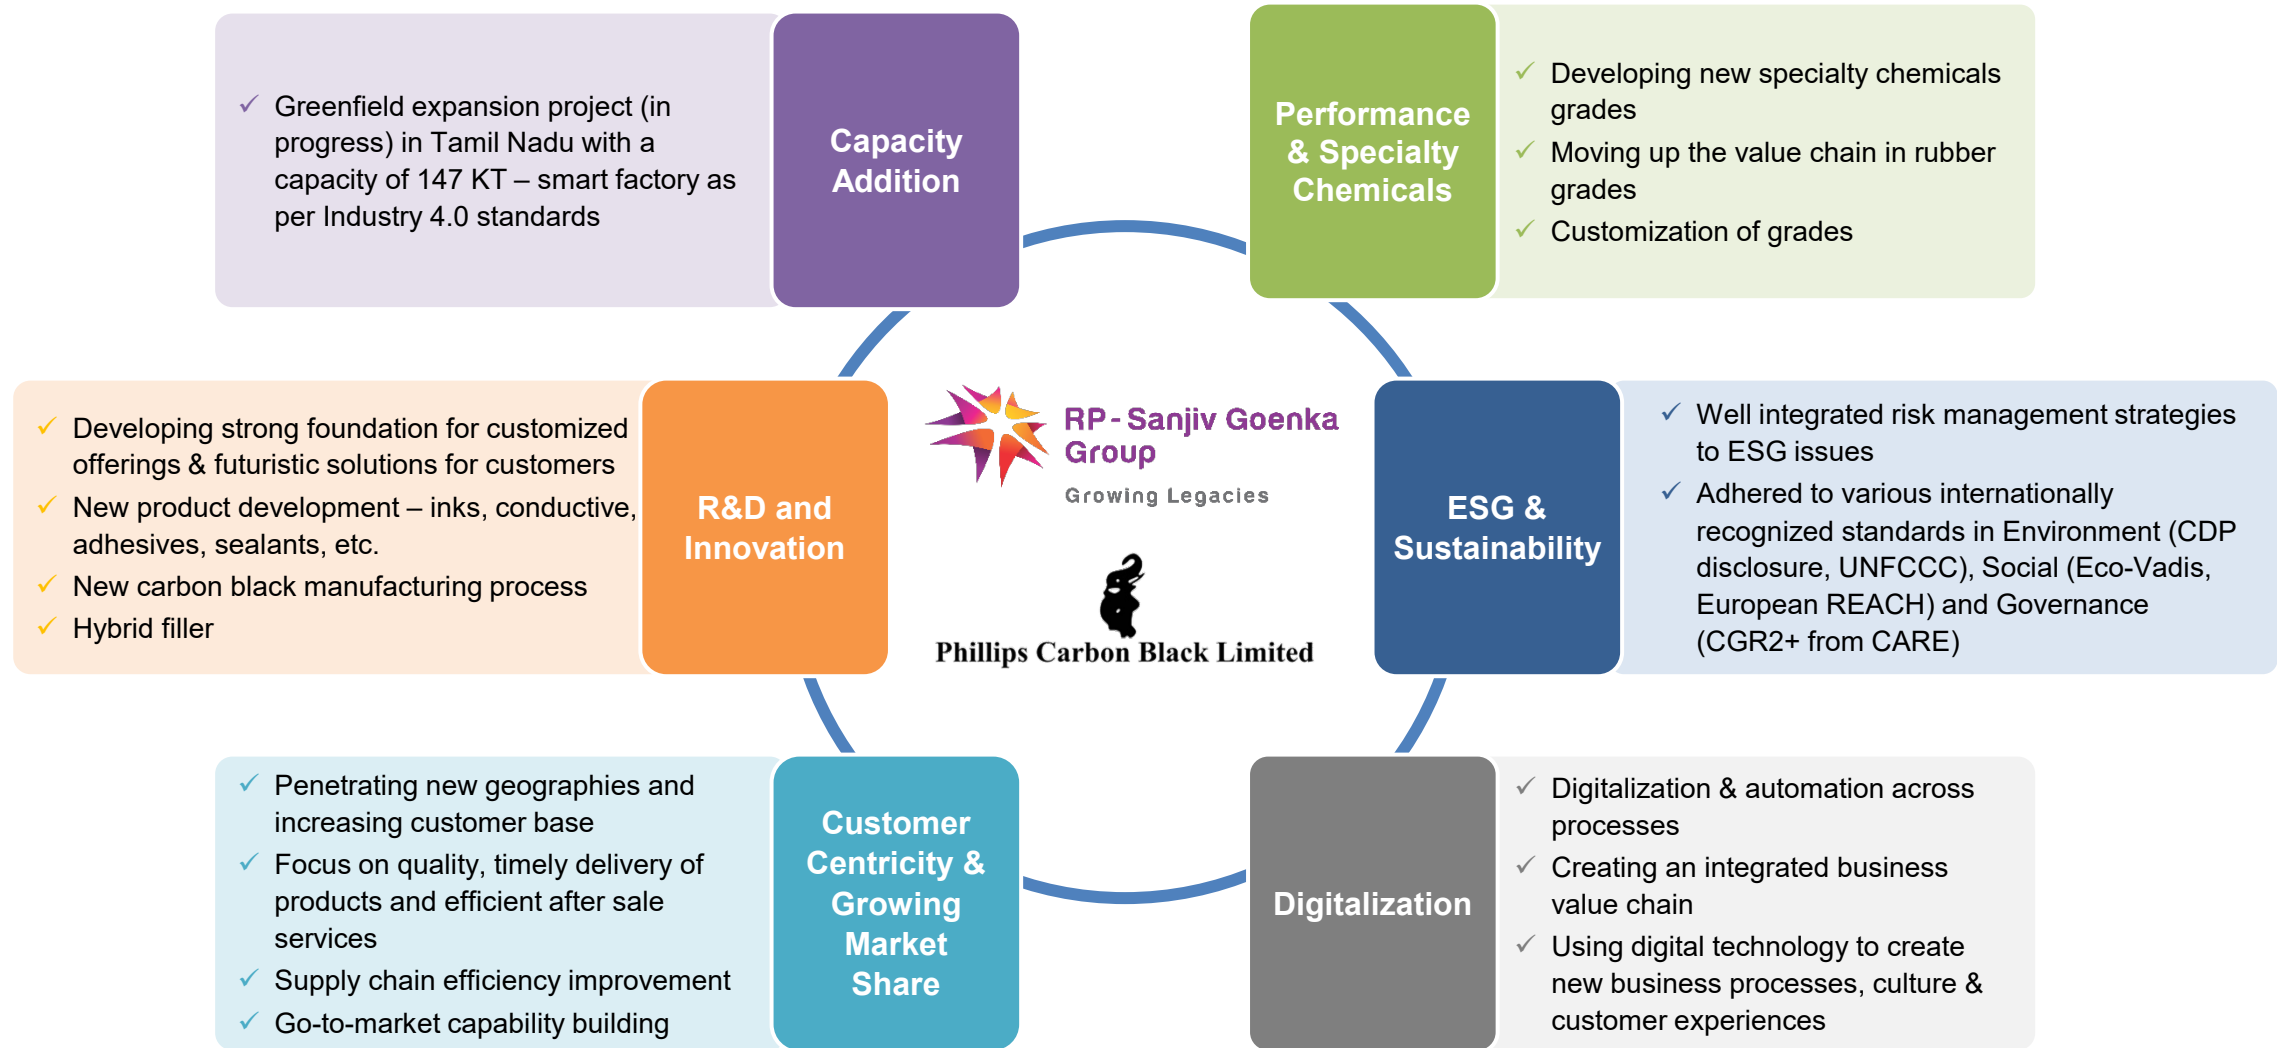 Greenfield expansion project (in
progress) in Tamil Nadu with a
capacity of 147 KT – smart factory as
per Industry 4.0 standards
Capacity
Addition
Performance
& Specialty
Chemicals
Developing new specialty chemicals
grades
Moving up the value chain in rubber
grades
Customization of grades
Developing strong foundation for customized
offerings & futuristic solutions for customers
New product development – inks, conductive,
adhesives, sealants, etc.
New carbon black manufacturing process
Hybrid filler
R&D and
Innovation
RP-Sanjiv Goenka
Group
Growing Legacies
Phillips Carbon Black Limited
ESG &
Sustainability
Well integrated risk management strategies
to ESG issues
Adhered to various internationally
recognized standards in Environment (CDP
disclosure, UNFCCC), Social (Eco-Vadis,
European REACH) and Governance
(CGR2+ from CARE)
Penetrating new geographies and
increasing customer base
Focus on quality, timely delivery of
products and efficient after sale
services
Supply chain efficiency improvement
Go-to-market capability building
Customer
Centricity &
Growing
Market
Share
Digitalization
Digitalization & automation across
processes
Creating an integrated business
value chain
Using digital technology to create
new business processes, culture &
customer experiences